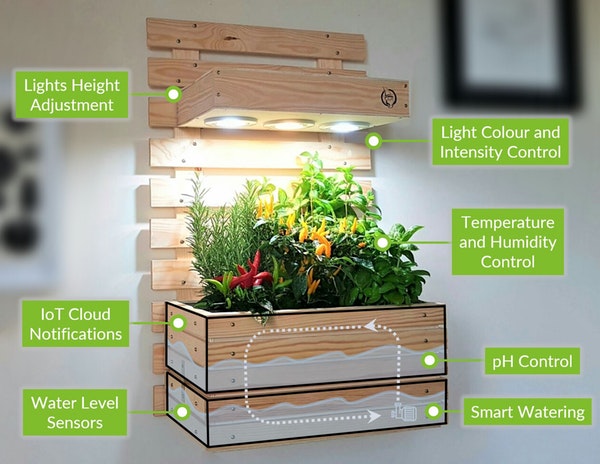 Lights Height
Adjustment
Light Colour and
Intensity Control
Temperature
and Humidity
Control
IoT Cloud
Notifications
pH Control
Water Level
Sensors
Smart Watering